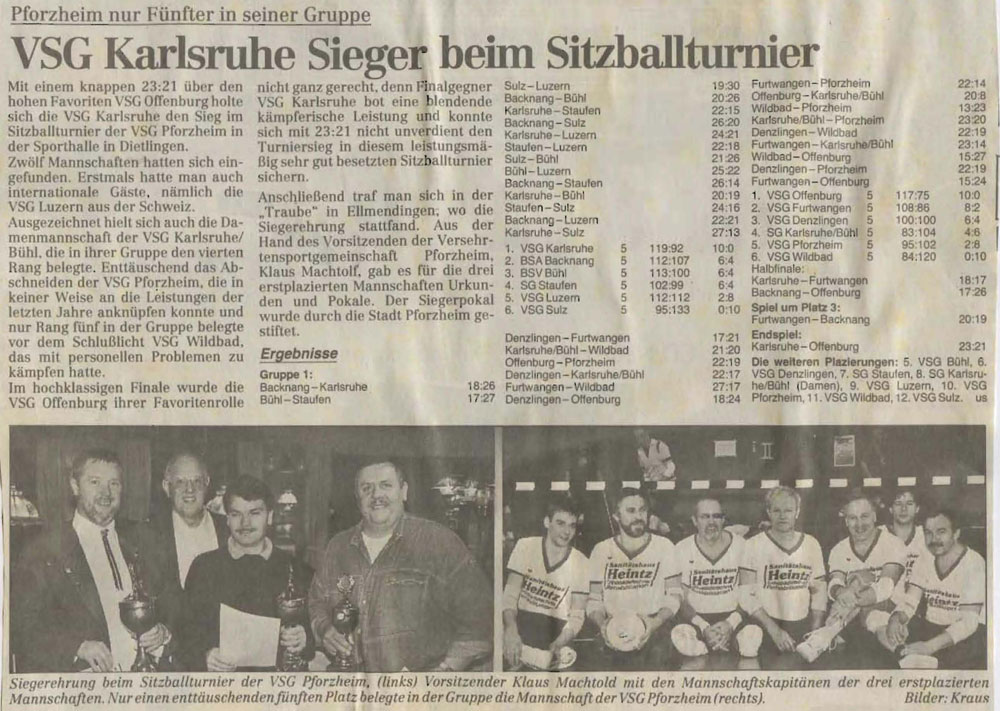 Pforzheim nur Fünfter in seiner Gruppe
VSG Karlsruhe Sieger beim Sitzballturnier
Mit einem knappen 23:21 über den
hohen Favoriten VSG Offenburg holte
sich die VSG Karlsruhe den Sieg im
Sitzballturnier der VSG Pforzheim in
der Sporthalle in Dietlingen.
Zwölf Mannschaften hatten sich ein-
gefunden. Erstmals hatte man auch
internationale Gäste, nämlich die
VSG Luzern aus der Schweiz.
Ausgezeichnet hielt sich auch die Da-
menmannschaft der VSG Karlsruhe/
Bühl, die in ihrer Gruppe den vierten
Rang belegte. Enttäuschend das Ab-
schneiden der VSG Pforzheim, die in
keiner Weise an die Leistungen der
letzten Jahre anknüpfen konnte und
nur Rang fünf in der Gruppe belegte
vor dem Schlußlicht VSG Wildbad,
das mit personellen Problemen zu
kämpfen hatte.
Im hochklassigen Finale wurde die
VSG Offenburg ihrer Favoritenrolle
nicht ganz gerecht, denn Finalgegner
VSG Karlsruhe bot eine blendende
kämpferische Leistung und konnte
sich mit 23:21 nicht unverdient den
Turniersieg in diesem leistungsmä-
ßig sehr gut besetzten Sitzballturnier
sichern.
Anschließend traf man sich in der
„Traube" in Ellmendingen, wo die
Siegerehrung stattfand. Aus der
Hand des Vorsitzenden der Versehr-
tensportgemeinschaft Pforzheim,
Klaus Machtolf, gab es für die drei
erstplazierten Mannschaften Urkun-
den und Pokale. Der Siegerpokal
wurde durch die Stadt Pforzheim ge-
stiftet.
Ergebnisse
Gruppe 1:
Backnang–Karlsruhe 18:26
Bühl–Staufen 17:27
Sulz–Luzern 19:30
Backnang–Bühl 20:26
Karlsruhe–Staufen 22:15
Backnang–Sulz 26:20
Karlsruhe–Luzern 24:21
Staufen–Luzern 22:18
Sulz–Bühl 21:26
Bühl–Luzern 25:22
Backnang–Staufen 26:14
Karlsruhe–Bühl 20:19
Staufen–Sulz 24:16
Backnang–Luzern 22:21
Karlsruhe–Sulz 27:13
1. VSG Karlsruhe 5 119:92 10:0
2. BSA Backnang 5 112:107 6:4
3. BSV Bühl 5 113:100 6:4
4. SG Staufen 5 102:99 6:4
5. VSG Luzern 5 112:112 2:8
6. VSG Sulz 5 95:133 0:10
Denzlingen–Furtwangen 17:21
Karlsruhe/Bühl–Wildbad 21:20
Offenburg–Pforzheim 22:19
Denzlingen–Karlsruhe/Bühl 22:17
Furtwangen–Wildbad 27:17
Denzlingen–Offenburg 18:24
Furtwangen–Pforzheim 22:14
Offenburg–Karlsruhe/Bühl 20:8
Wildbad–Pforzheim 13:23
Karlsruhe/Bühl–Pforzheim 23:20
Denzlingen–Wildbad 22:19
Furtwangen–Karlsruhe/Bühl 23:14
Wildbad–Offenburg 15:27
Denzlingen–Pforzheim 22:19
Furtwangen–Offenburg 15:24
1. VSG Offenburg 5 117:75 10:0
2. VSG Furtwangen 5 108:86 8:2
3. VSG Denzlingen 5 100:100 6:4
4. SG Karlsruhe/Bühl 5 83:104 4:6
5. VSG Pforzheim 5 95:102 2:8
6. VSG Wildbad 5 84:120 0:10
Halbfinale:
Karlsruhe–Furtwangen 18:17
Backnang–Offenburg 17:26
Spiel um Platz 3:
Furtwangen–Backnang 20:19
Endspiel:
Karlsruhe–Offenburg 23:21
Die weiteren Plazierungen: 5. VSG Bühl, 6.
VSG Denzlingen, 7. SG Staufen, 8. SG Karlsru-
he/Bühl (Damen), 9. VSG Luzern, 10. VSG
Pforzheim, 11. VSG Wildbad, 12. VSG Sulz. us
Sanitätshaus
Heintz
Sanitätshaus
Heintz
Sanitätshaus
Heintz
Heintz
Siegerehrung beim Sitzballturnier der VSG Pforzheim, (links) Vorsitzender Klaus Machtold mit den Mannschaftskapitänen der drei erstplazierten
Mannschaften. Nur einen enttäuschenden fünften Platz belegte in der Gruppe die Mannschaft der VSG Pforzheim (rechts). Bilder: Kraus